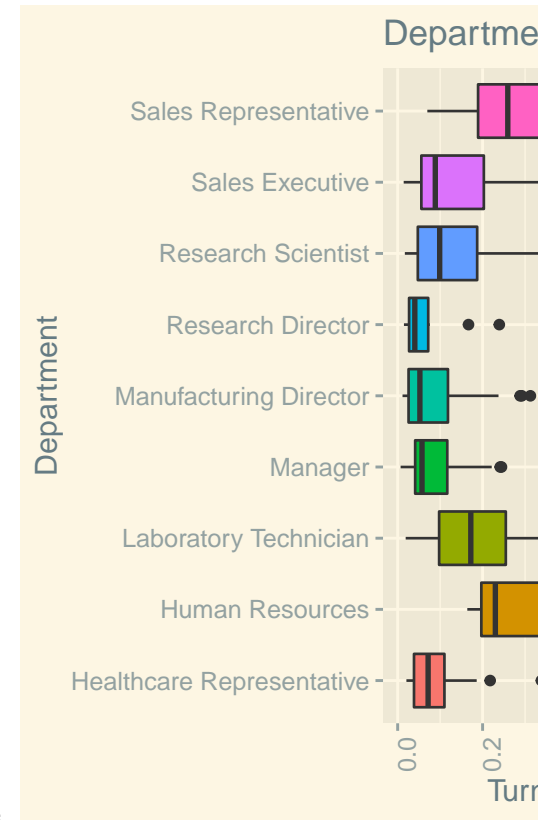 Departme
Sales Representative
Sales Executive
Research Scientist
Research Director
Manufacturing Director
Manager
Laboratory Technician
Human Resources
Healthcare Representative
Department
0.0
0.2
Turn